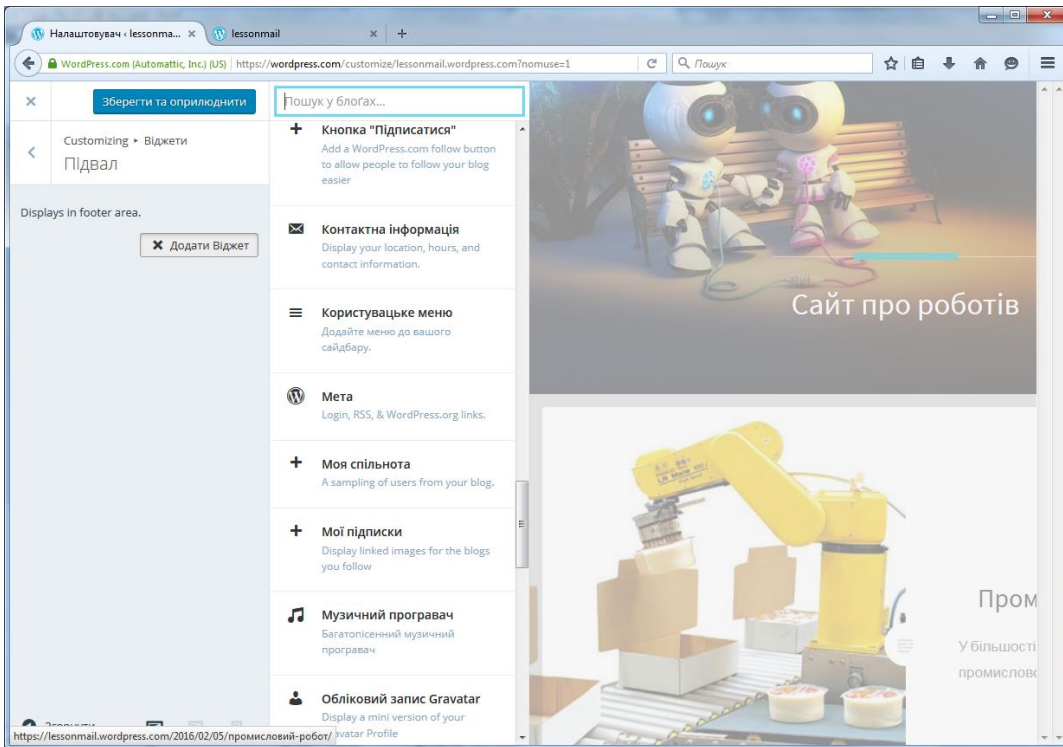 Налаштовувач ‹ lessonma...
lessonmail
WordPress.com (Automattic, Inc.) (US)
https://wordpress.com/customize/lessonmail.wordpress.com?nomuse=1
Пошук
Зберегти та оприлюднити
Customizing ▸ Віджети
Підвал
Displays in footer area.
Додати Віджет
Пошук у блоґах...
Кнопка "Підписатися"
Add a WordPress.com follow button
to allow people to follow your blog
easier
Контактна інформація
Display your location, hours, and
contact information.
Користувацьке меню
Додайте меню до вашого
сайдбару.
Мета
Login, RSS, & WordPress.org links.
Моя спільнота
A sampling of users from your blog.
Мої підписки
Display linked images for the blogs
you follow
Музичний програвач
Багатопісенний музичний
програвач
Обліковий запис Gravatar
Display a mini version of your
Gravatar Profile
Сайт про роботів
Пром
У більшості
промислово
https://lessonmail.wordpress.com/2016/02/05/промисловий-робот/